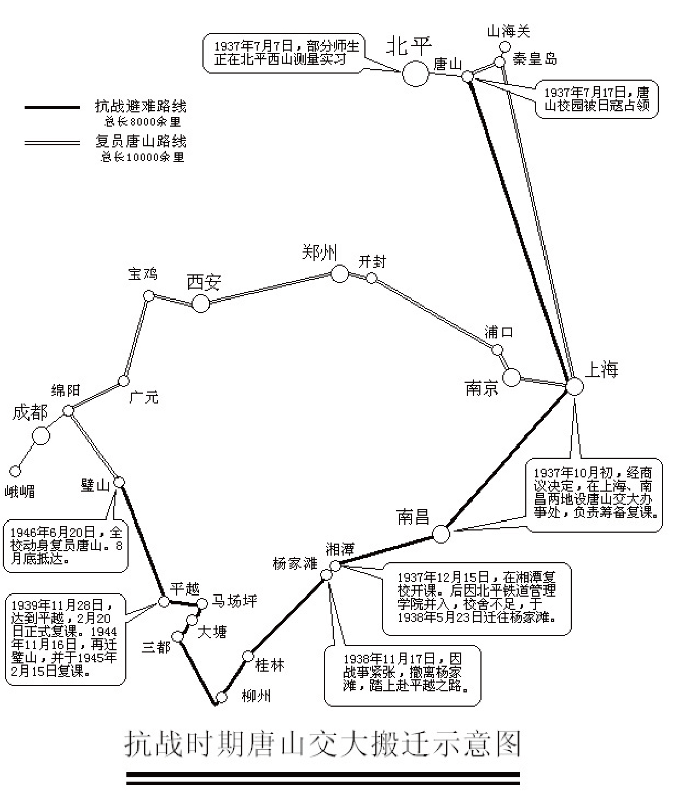 北平
1937年7月7日，部分师生
正在北平西山测量实习
唐山
山海关
秦皇岛
1937年7月17日，唐
山校园被日寇占领
抗战避难路线
总长8000余里
复员唐山路线
总长10000余里
郑州
开封
宝鸡
西安
浦口
南京
上海
绵阳
广元
成都
峨嵋
璧山
1937年10月初，经商
议决定，在上海、南
昌两地设唐山交大办
事处，负责筹备复课。
南昌
1946年6月20日，全
校动身复员唐山。8
月底抵达。
杨家滩
湘潭
1937年12月15日，在湘潭复
校开课。后因北平铁道管理
学院并入，校舍不足，于
1938年5月23日迁往杨家滩。
平越
马场坪
大塘
三都
1939年11月28日，
达到平越，2月20
日正式复课。1944
年11月16日，再迁
璧山，并于1945年
2月15日复课。
桂林
柳州
1938年11月17日，因
战事紧张，撤离杨家
滩，踏上赴平越之路。
抗战时期唐山交大搬迁示意图